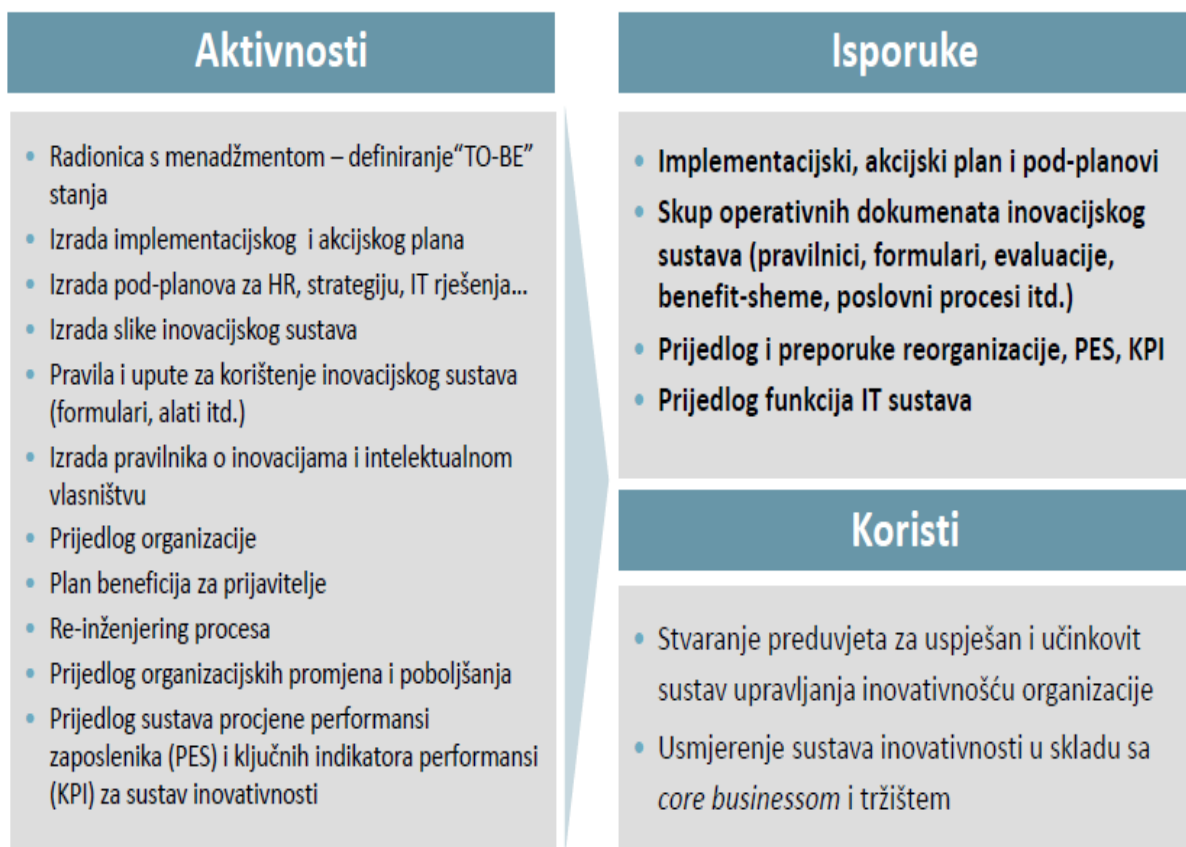 Aktivnosti
• Radionica s menadžmentom – definiranje“TO-BE”
stanja
• Izrada implementacijskog i akcijskog plana
• Izrada pod-planova za HR, strategiju, IT rješenja...
• Izrada slike inovacijskog sustava
• Pravila i upute za korištenje inovacijskog sustava
(formulari, alati itd.)
• Izrada pravilnika o inovacijama i intelektualnom
vlasništvu
• Prijedlog organizacije
• Plan beneficija za prijavitelje
• Re-inženjering procesa
• Prijedlog organizacijskih promjena i poboljšanja
• Prijedlog sustava procjene performansi
zaposlenika (PES) i ključnih indikatora performansi
(KPI) za sustav inovativnosti
Isporuke
• Implementacijski, akcijski plan i pod-planovi
• Skup operativnih dokumenata inovacijskog
sustava (pravilnici, formulari, evaluacije,
benefit-sheme, poslovni procesi itd.)
• Prijedlog i preporuke reorganizacije, PES, KPI
• Prijedlog funkcija IT sustava
Koristi
• Stvaranje preduvjeta za uspješan i učinkovit
sustav upravljanja inovativnošću organizacije
• Usmjerenje sustava inovativnosti u skladu sa
core businessom i tržištem